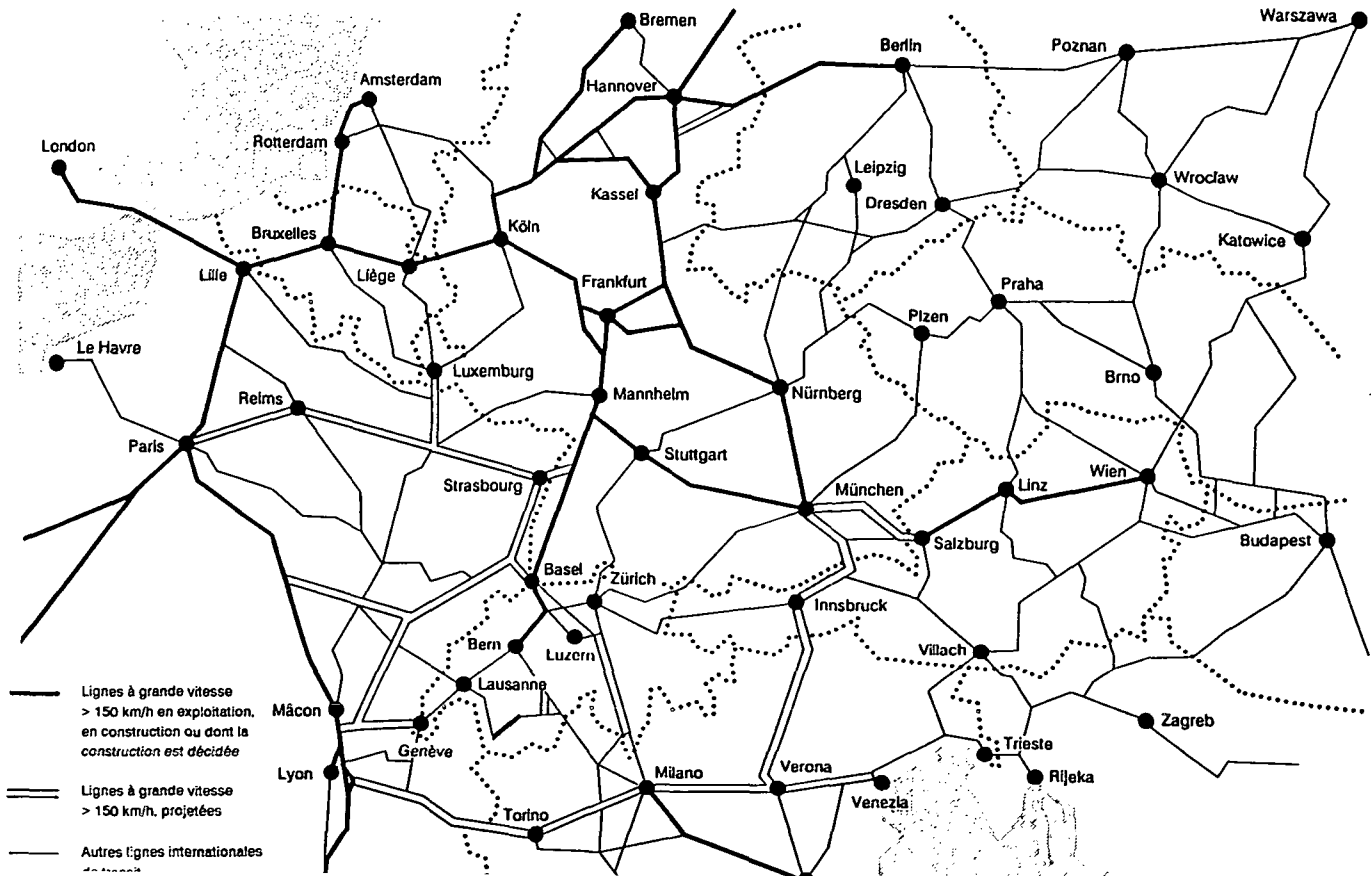 Bremen
Warszawa
Berlin
Poznan
Amsterdam
Hannover
Rotterdam
London
Leipzig
Wrocław
Kassel
Dresden
Bruxelles
Köln
Katowice
Lille
Liège
Frankfurt
Praha
Plzen
Le Havre
Luxemburg
Brno
Reims
Mannheim
Nürnberg
Paris
Stuttgart
Strasbourg
München
Linz
Wien
Salzburg
Budapest
Basel
Zürich
Innsbruck
Bern
Luzern
Villach
Lausanne
Mâcon
Genève
Zagreb
Trieste
Lyon
Milano
Verona
Rijeka
Venezia
Torino
Lignes à grande vitesse
> 150 km/h en exploitation,
en construction ou dont la
construction est décidée
Lignes à grande vitesse
> 150 km/h, projetées
Autres lignes internationales